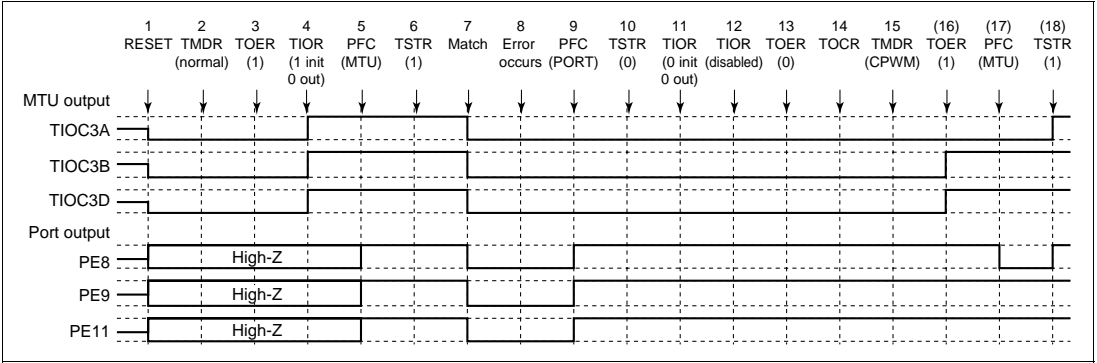 1 2 3 4 5 6 7 8 9 10 11 12 13 14 15 (16) (17) (18)
RESET TMDR TOER TIOR PFC TSTR Match Error PFC TSTR TIOR TIOR TOER TOCR TMDR TOER PFC TSTR
(normal) (1) (1 init (MTU) (1) occurs (PORT) (0) (0 init (disabled) (0) (CPWM) (1) (MTU) (1)
0 out) 0 out)
MTU output
TIOC3A
TIOC3B
TIOC3D
Port output
PE8 High-Z
PE9 High-Z
PE11 High-Z